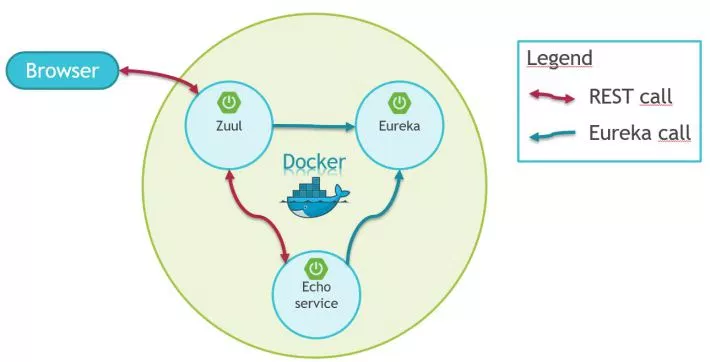 Browser
Zuul
Eureka
Docker
Echo
service
Legend
REST call
Eureka call